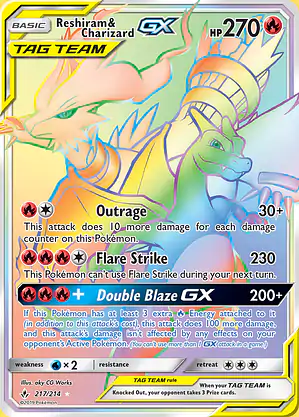 BASIC
Reshiram &
Charizard GX
HP 270
TAG TEAM
Outrage 30+
This attack does 10 more damage for each damage
counter on this Pokémon.
Flare Strike 230
This Pokémon can't use Flare Strike during your next turn.
+ Double Blaze GX 200+
If this Pokémon has at least 3 extra Energy attached to it
(in addition to this attack's cost), this attack does 100 more damage,
and this attack's damage isn't affected by any effects on your
opponent's Active Pokémon. (You can't use more than 1 GX attack in a game.)
weakness ×2 resistance retreat
TAG TEAM rule
When your TAG TEAM is
Knocked Out, your opponent takes 3 Prize cards.
Illus. aky CG Works
217/214
©2019 Pokémon